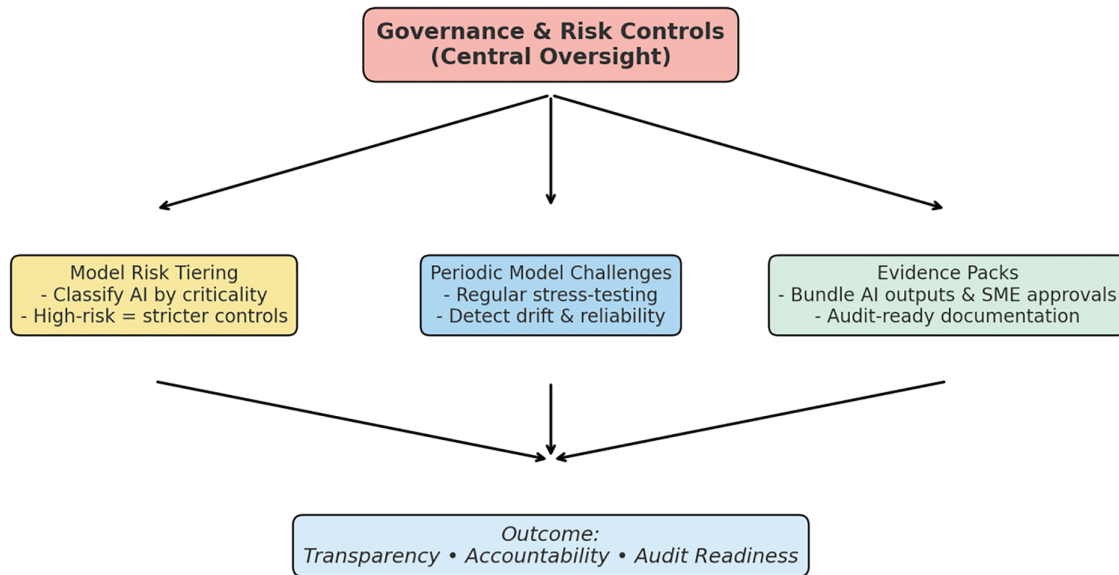 Governance & Risk Controls
(Central Oversight)
Model Risk Tiering
- Classify AI by criticality
- High-risk = stricter controls
Periodic Model Challenges
- Regular stress-testing
- Detect drift & reliability
Evidence Packs
- Bundle AI outputs & SME approvals
- Audit-ready documentation
Outcome:
Transparency • Accountability • Audit Readiness